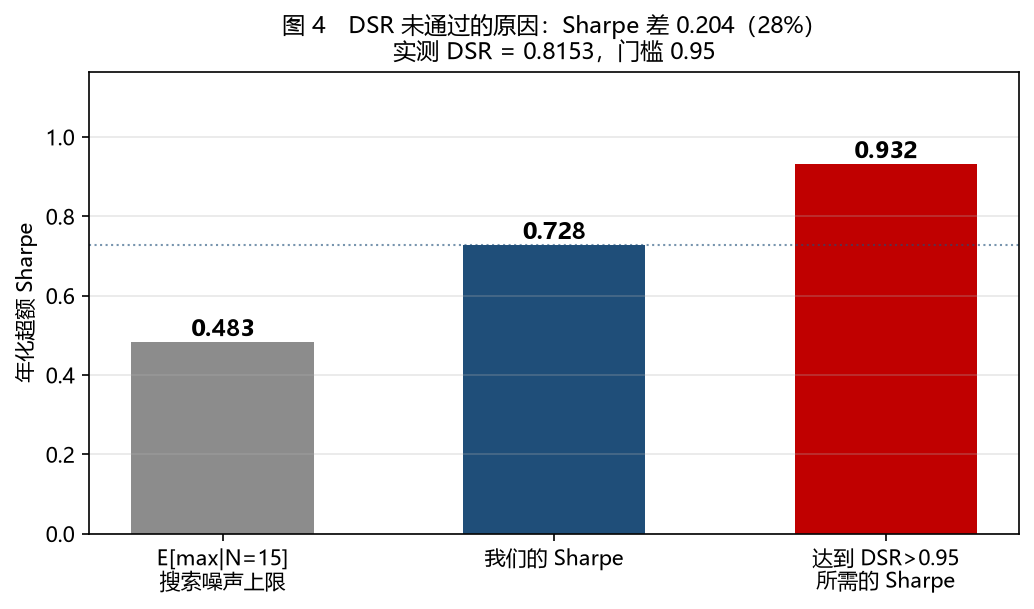 图 4　DSR 未通过的原因：Sharpe 差 0.204（28%）
实测 DSR = 0.8153，门槛 0.95
年化超额 Sharpe
1.0
0.8
0.6
0.4
0.2
0.0
0.483
0.728
0.932
E[max|N=15]
搜索噪声上限
我们的 Sharpe
达到 DSR>0.95
所需的 Sharpe